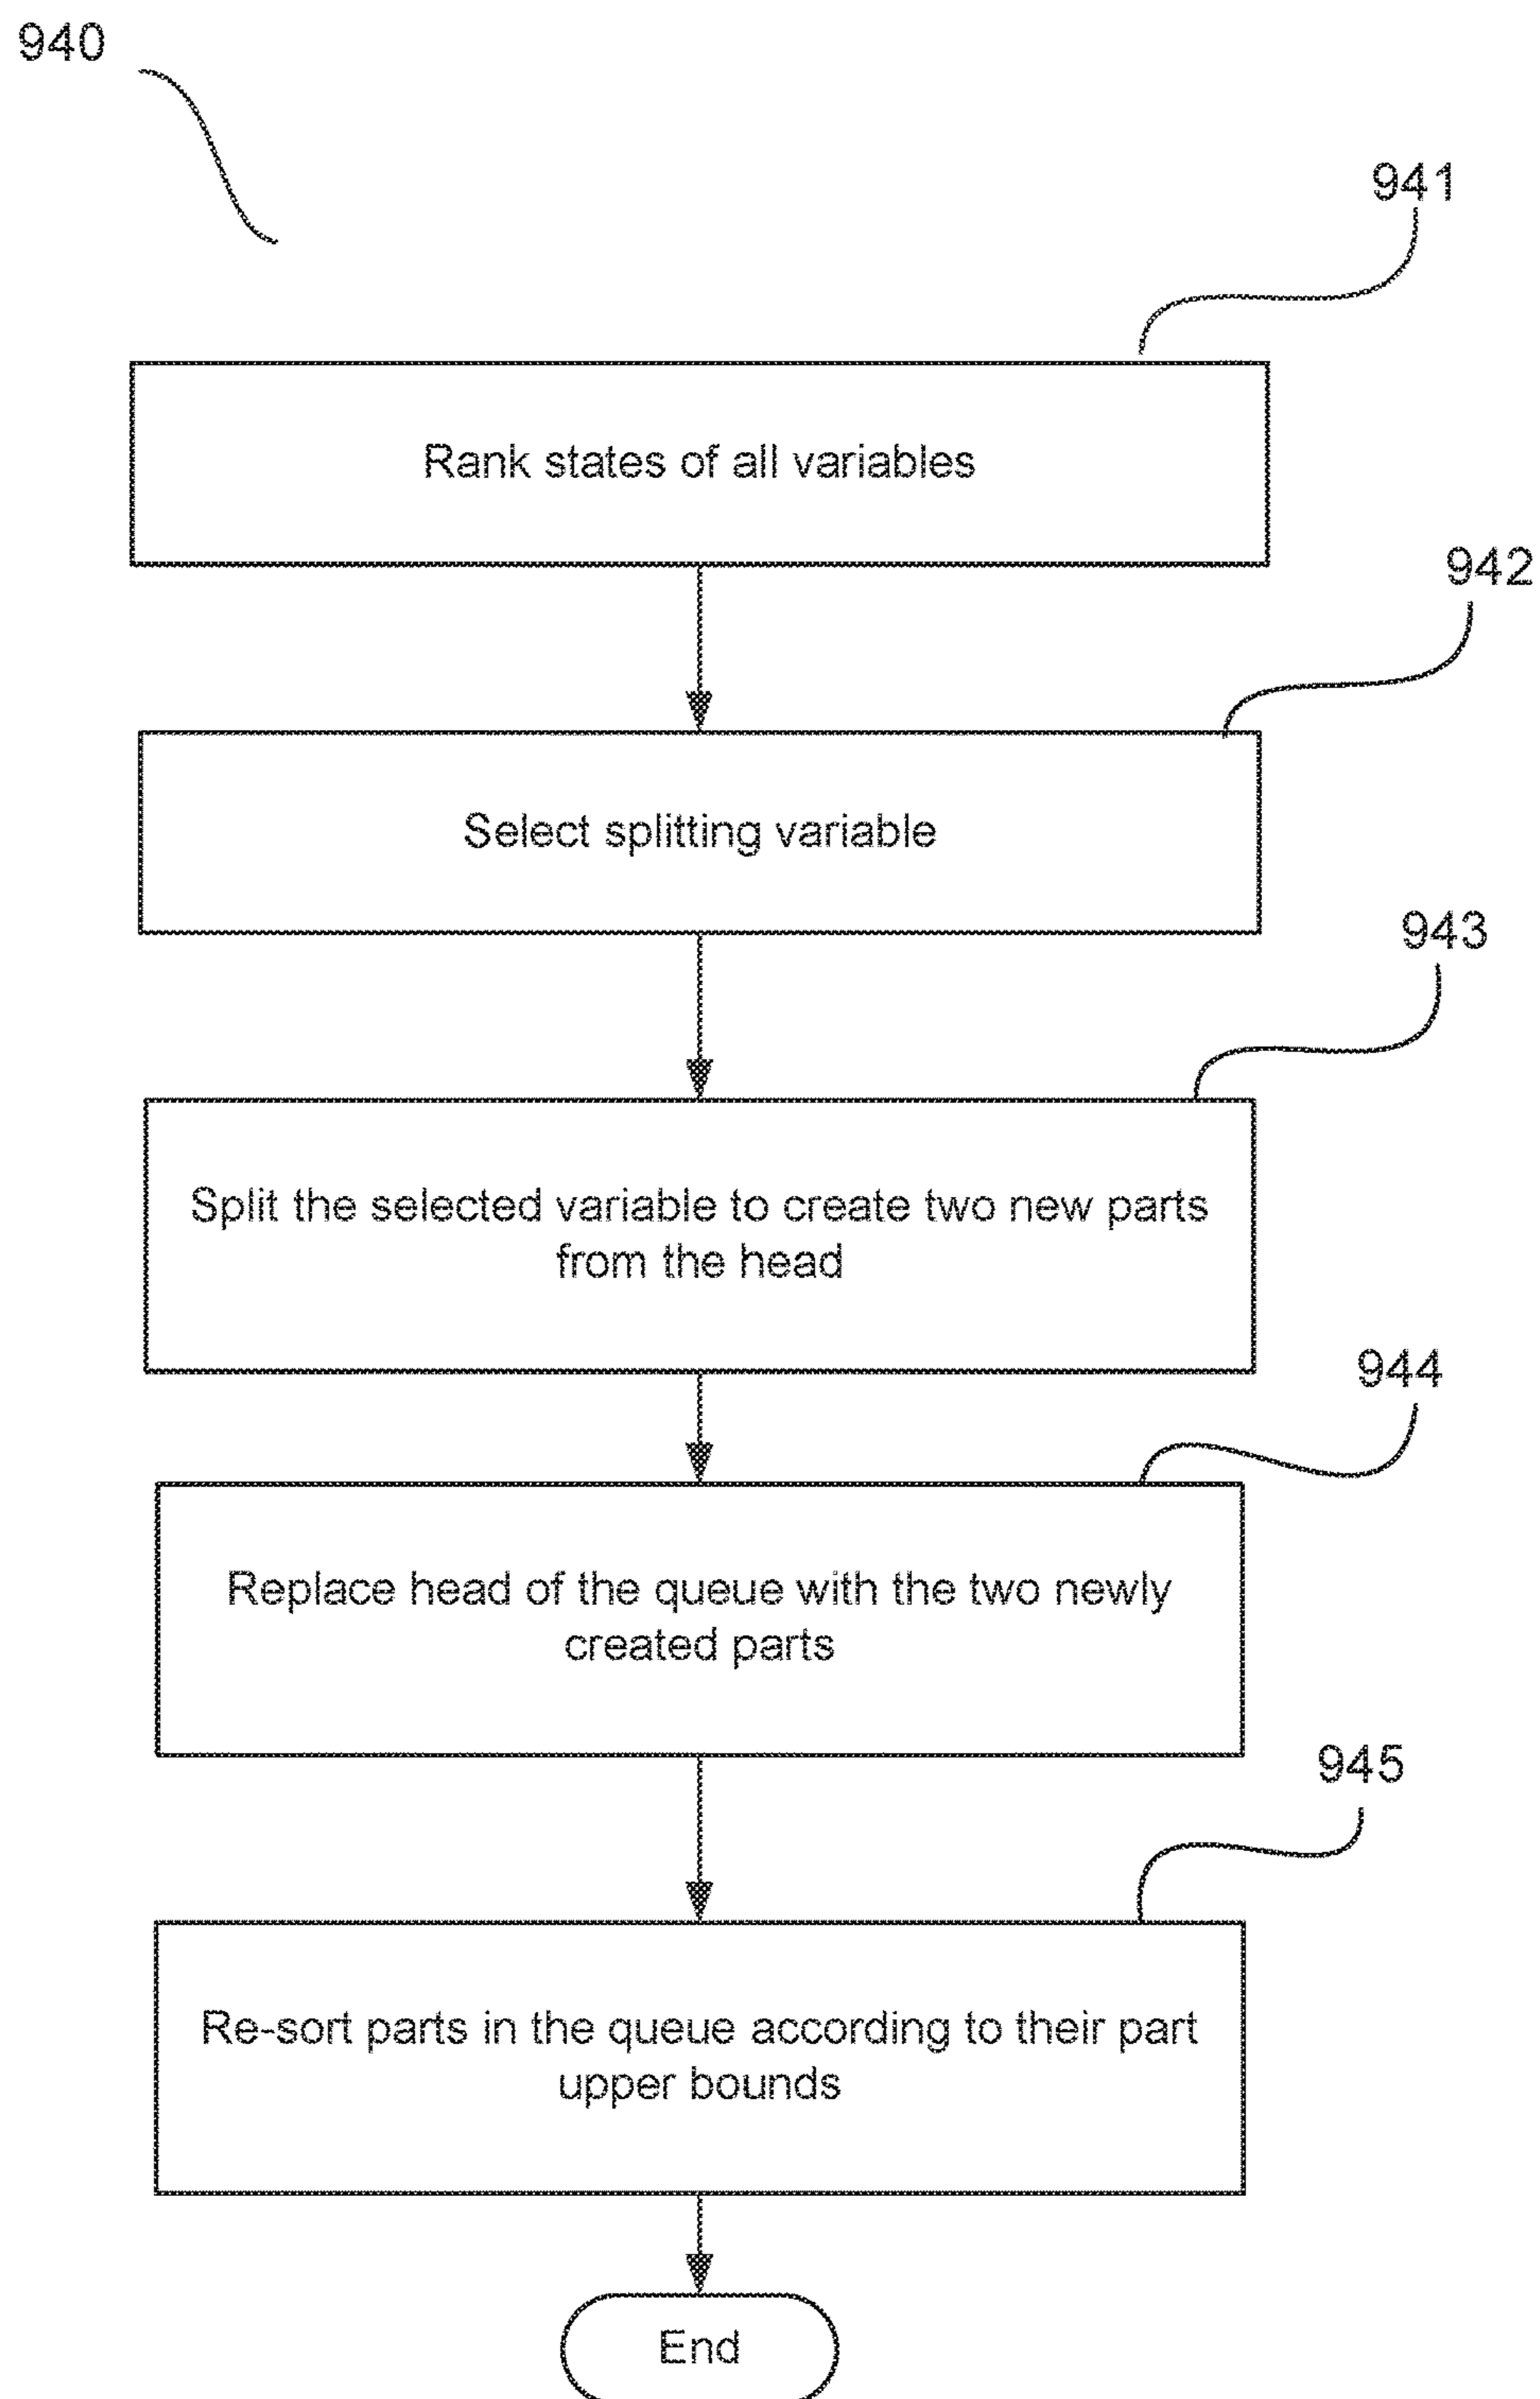 940
941
Rank states of all variables
942
Select splitting variable
943
Split the selected variable to create two new parts
from the head
944
Replace head of the queue with the two newly
created parts
945
Re-sort parts in the queue according to their part
upper bounds
End